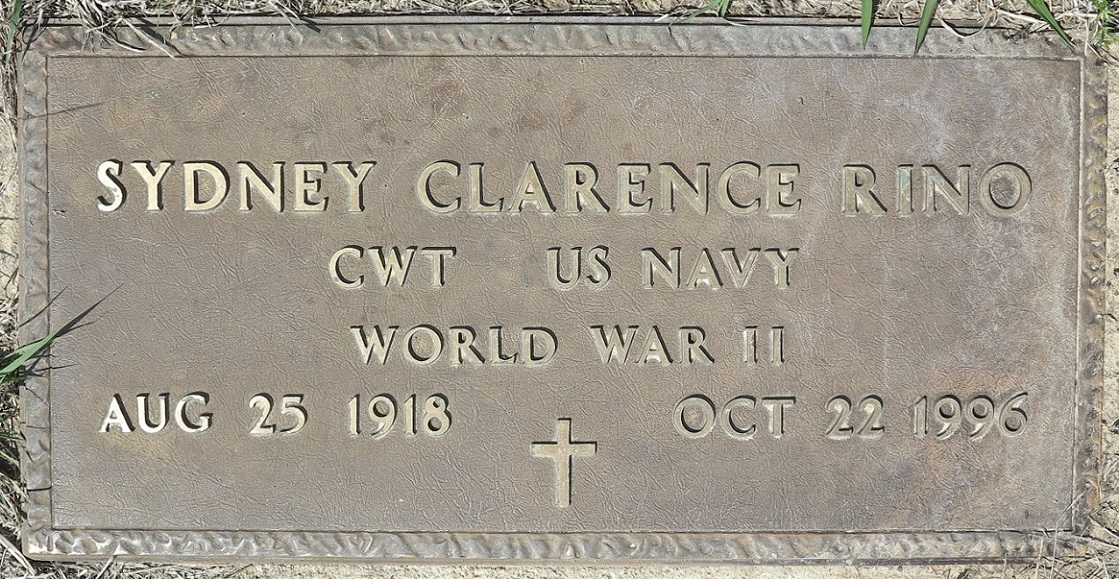 SYDNEY CLARENCE RINO
CWT US NAVY
WORLD WAR II
AUG 25 1918 OCT 22 1996